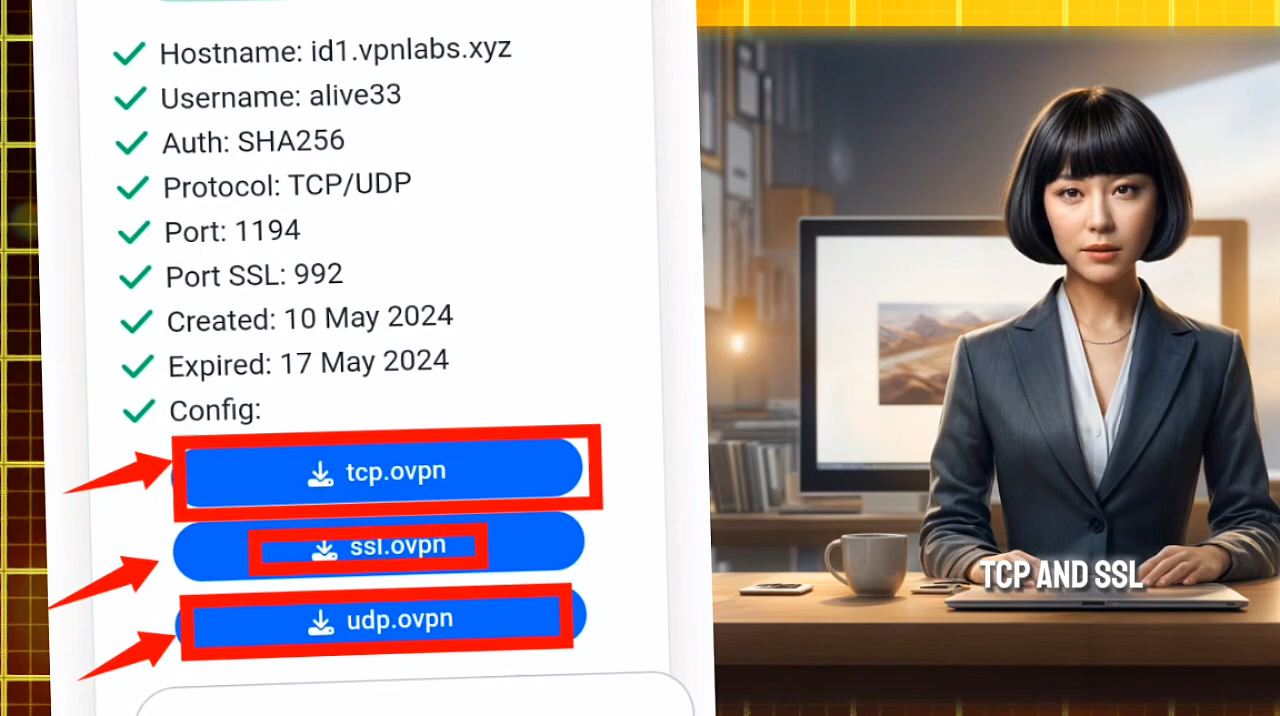 Hostname: id1.vpnlabs.xyz
Username: alive33
Auth: SHA256
Protocol: TCP/UDP
Port: 1194
Port SSL: 992
Created: 10 May 2024
Expired: 17 May 2024
Config:
tcp.ovpn
ssl.ovpn
udp.ovpn
TCP AND SSL